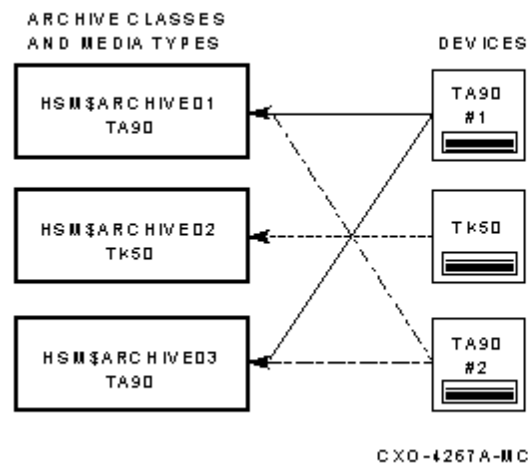 ARCHIVE CLASSES
AND MEDIA TYPES
DEVICES
HSM$ARCHIVE01
TA90
TA90
#1
HSM$ARCHIVE02
TK50
TK50
HSM$ARCHIVE03
TA90
TA90
#2
CXO-4267A-MC